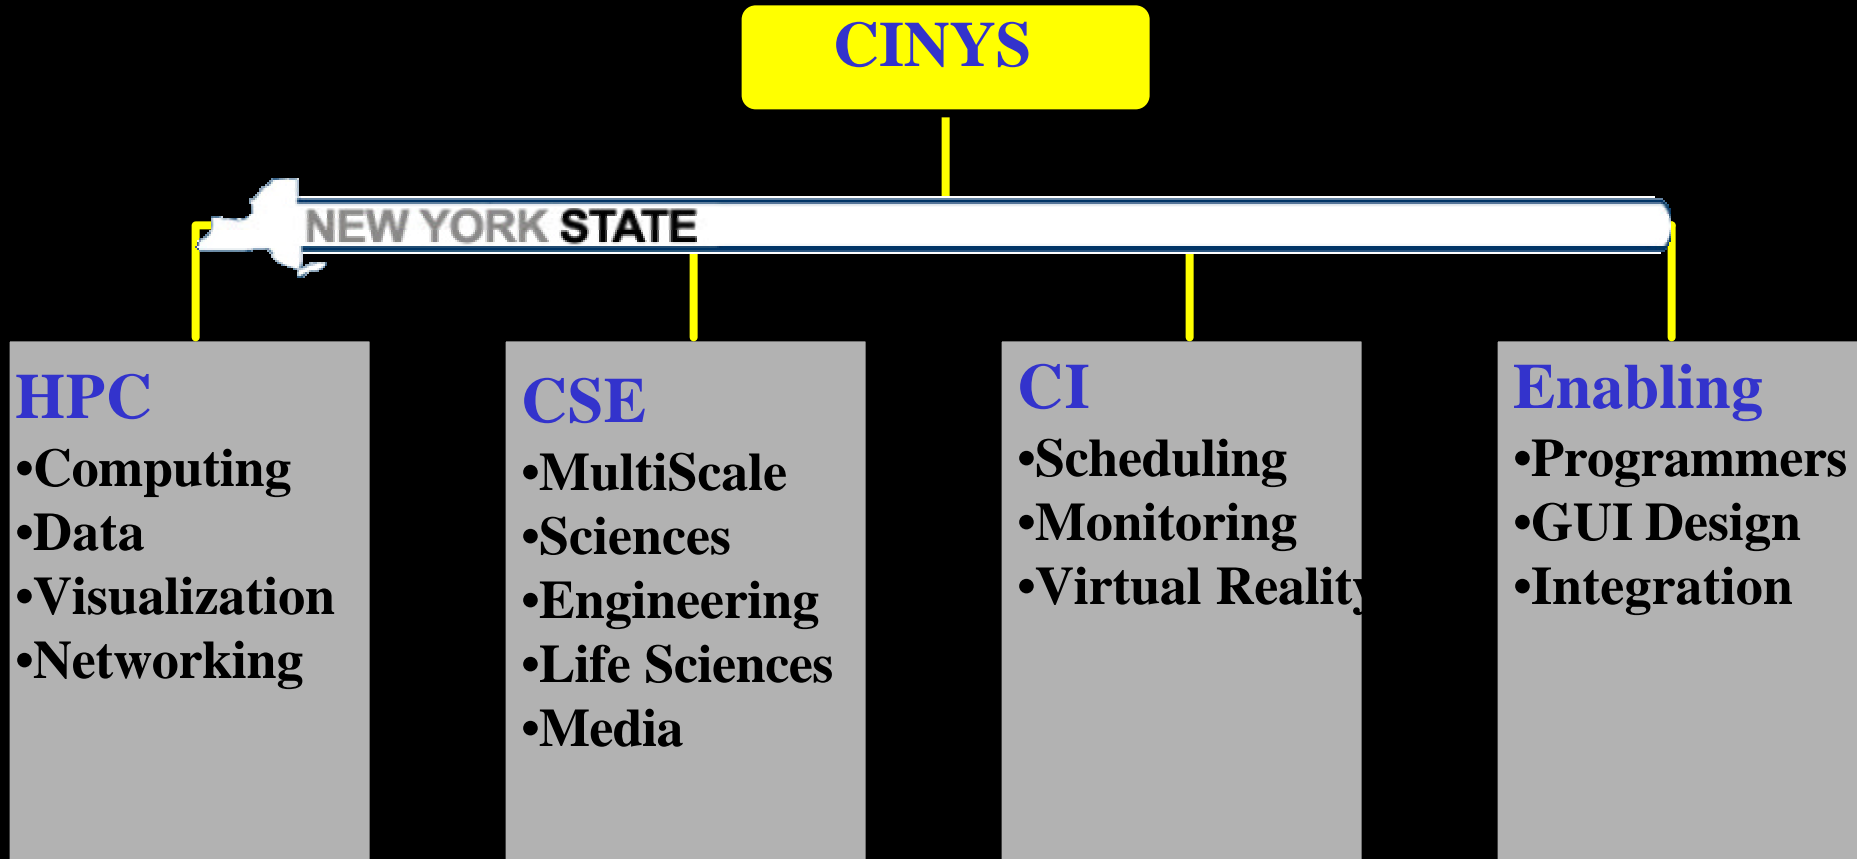 CINYS
NEW YORK STATE
HPC
•Computing
•Data
•Visualization
•Networking
CSE
•MultiScale
•Sciences
•Engineering
•Life Sciences
•Media
CI
•Scheduling
•Monitoring
•Virtual Reality
Enabling
•Programmers
•GUI Design
•Integration